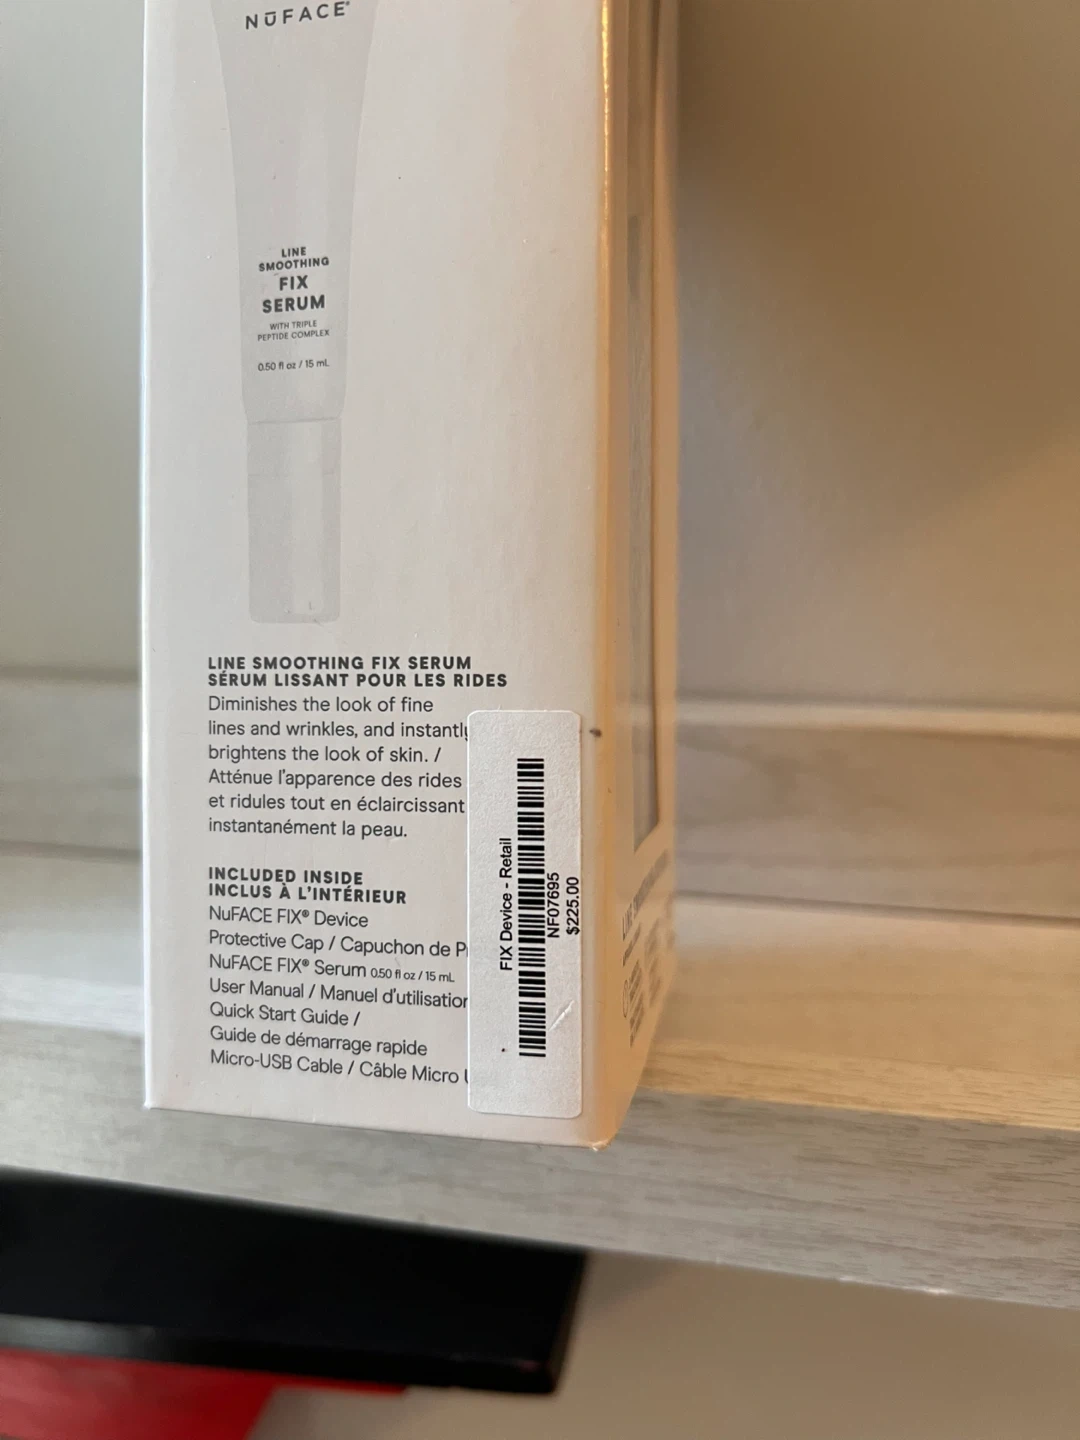 NūFACE®
LINE
SMOOTHING
FIX
SERUM
WITH TRIPLE
PEPTIDE COMPLEX
0.50 fl oz / 15 mL
LINE SMOOTHING FIX SERUM
SÉRUM LISSANT POUR LES RIDES
Diminishes the look of fine
lines and wrinkles, and instantly
brightens the look of skin. /
Atténue l'apparence des rides
et ridules tout en éclaircissant
instantanément la peau.
INCLUDED INSIDE
INCLUS À L'INTÉRIEUR
NuFACE FIX® Device
Protective Cap / Capuchon de
NuFACE FIX® Serum 0.50 fl oz / 15 mL
User Manual / Manuel d'utilisation
Quick Start Guide /
Guide de démarrage rapide
Micro-USB Cable / Câble Micro
FIX Device - Retail
NF07695
$225.00